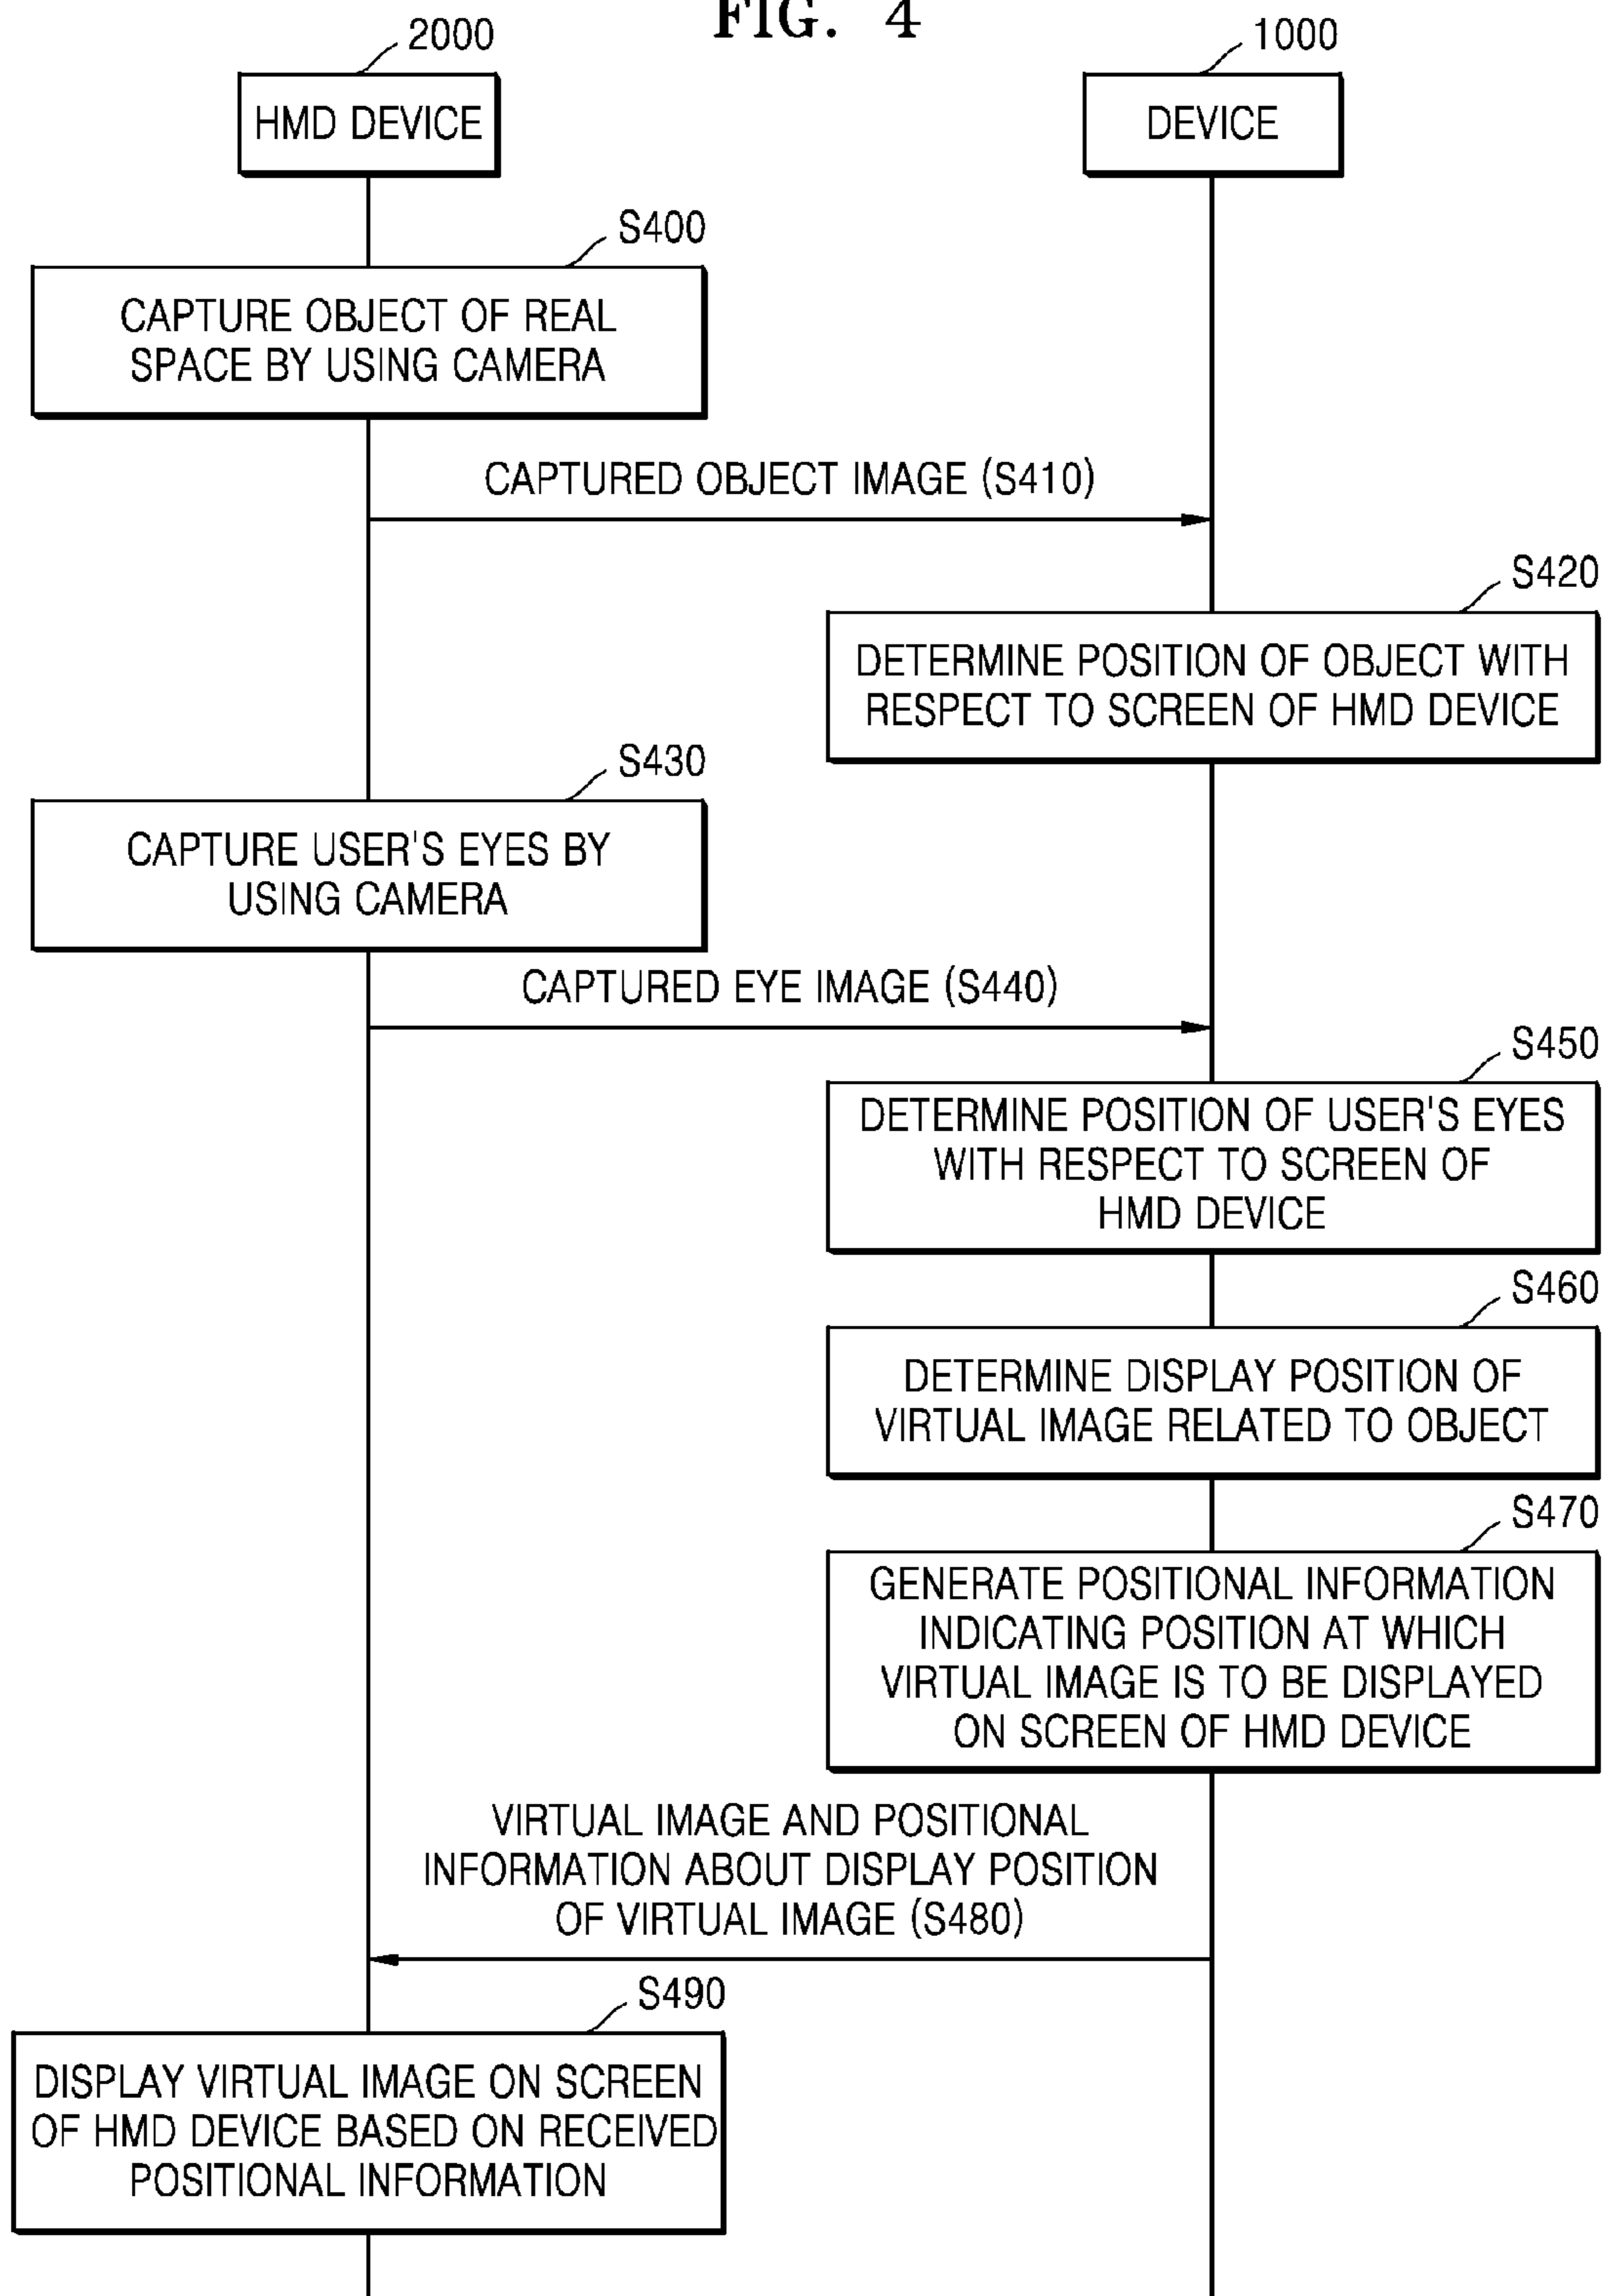 FIG. 4
2000
1000
HMD DEVICE
DEVICE
S400
CAPTURE OBJECT OF REAL
SPACE BY USING CAMERA
CAPTURED OBJECT IMAGE (S410)
S420
DETERMINE POSITION OF OBJECT WITH
RESPECT TO SCREEN OF HMD DEVICE
S430
CAPTURE USER'S EYES BY
USING CAMERA
CAPTURED EYE IMAGE (S440)
S450
DETERMINE POSITION OF USER'S EYES
WITH RESPECT TO SCREEN OF
HMD DEVICE
S460
DETERMINE DISPLAY POSITION OF
VIRTUAL IMAGE RELATED TO OBJECT
S470
GENERATE POSITIONAL INFORMATION
INDICATING POSITION AT WHICH
VIRTUAL IMAGE IS TO BE DISPLAYED
ON SCREEN OF HMD DEVICE
VIRTUAL IMAGE AND POSITIONAL
INFORMATION ABOUT DISPLAY POSITION
OF VIRTUAL IMAGE (S480)
S490
DISPLAY VIRTUAL IMAGE ON SCREEN
OF HMD DEVICE BASED ON RECEIVED
POSITIONAL INFORMATION